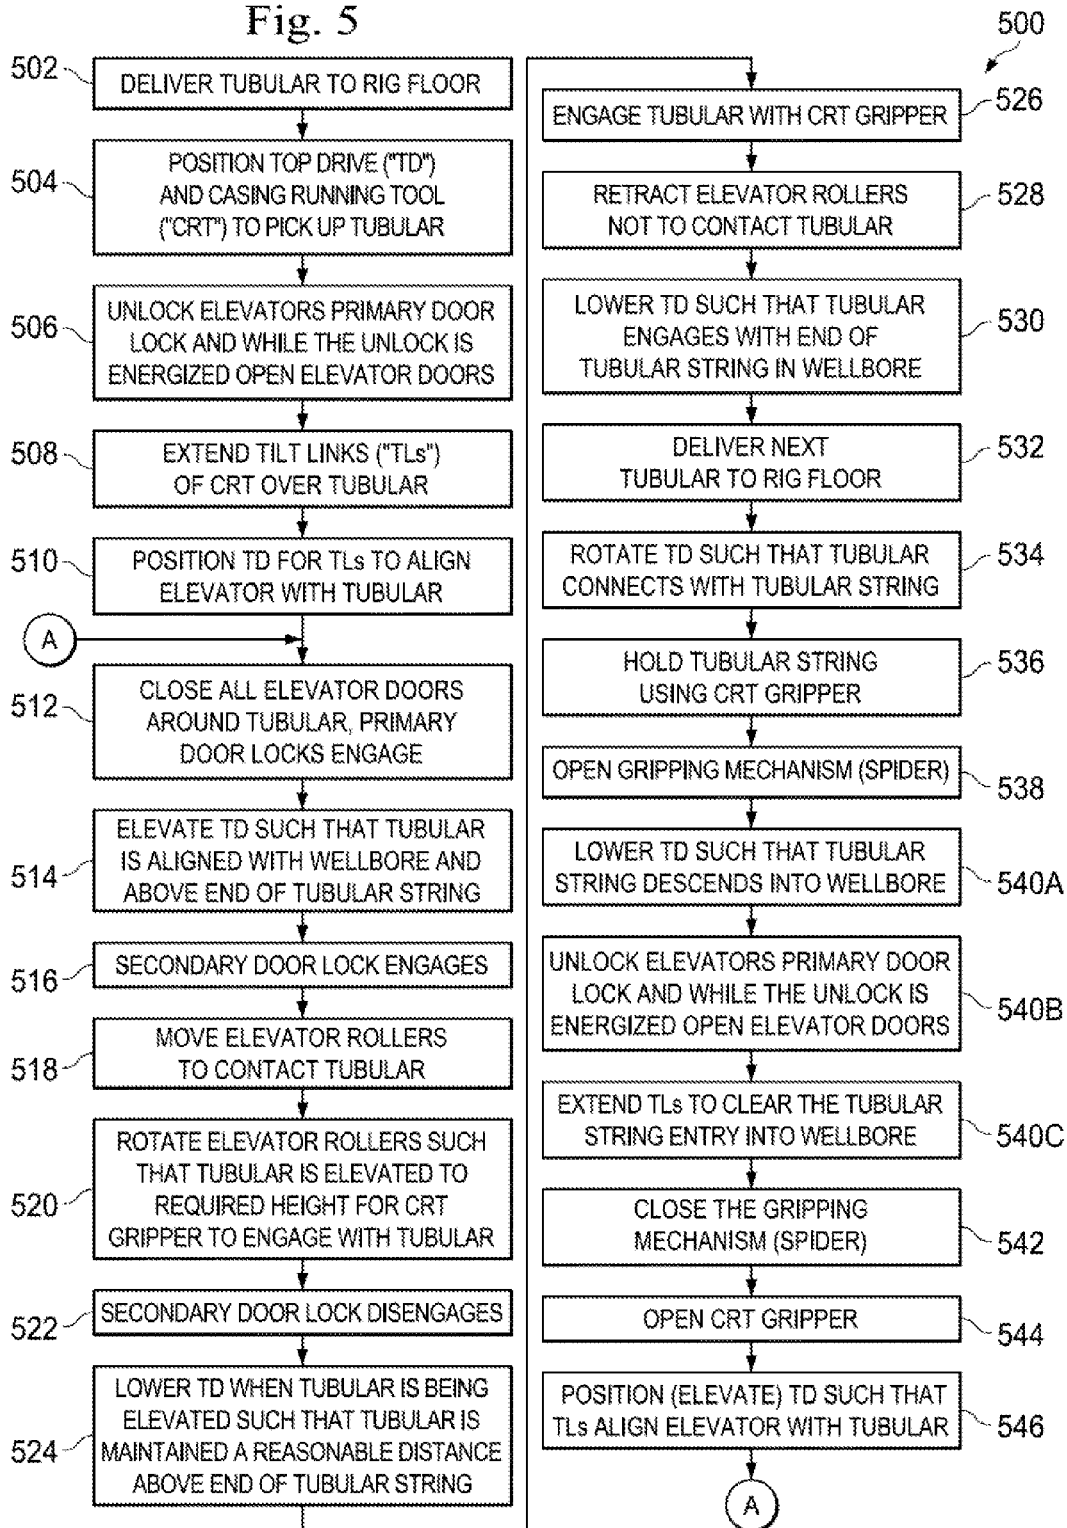 Fig. 5
500
502
DELIVER TUBULAR TO RIG FLOOR
504
POSITION TOP DRIVE ("TD")
AND CASING RUNNING TOOL
("CRT") TO PICK UP TUBULAR
506
UNLOCK ELEVATORS PRIMARY DOOR
LOCK AND WHILE THE UNLOCK IS
ENERGIZED OPEN ELEVATOR DOORS
508
EXTEND TILT LINKS ("TLs")
OF CRT OVER TUBULAR
510
POSITION TD FOR TLs TO ALIGN
ELEVATOR WITH TUBULAR
A
512
CLOSE ALL ELEVATOR DOORS
AROUND TUBULAR, PRIMARY
DOOR LOCKS ENGAGE
514
ELEVATE TD SUCH THAT TUBULAR
IS ALIGNED WITH WELLBORE AND
ABOVE END OF TUBULAR STRING
516
SECONDARY DOOR LOCK ENGAGES
518
MOVE ELEVATOR ROLLERS
TO CONTACT TUBULAR
520
ROTATE ELEVATOR ROLLERS SUCH
THAT TUBULAR IS ELEVATED TO
REQUIRED HEIGHT FOR CRT
GRIPPER TO ENGAGE WITH TUBULAR
522
SECONDARY DOOR LOCK DISENGAGES
524
LOWER TD WHEN TUBULAR IS BEING
ELEVATED SUCH THAT TUBULAR IS
MAINTAINED A REASONABLE DISTANCE
ABOVE END OF TUBULAR STRING
ENGAGE TUBULAR WITH CRT GRIPPER
526
RETRACT ELEVATOR ROLLERS
NOT TO CONTACT TUBULAR
528
LOWER TD SUCH THAT TUBULAR
ENGAGES WITH END OF
TUBULAR STRING IN WELLBORE
530
DELIVER NEXT
TUBULAR TO RIG FLOOR
532
ROTATE TD SUCH THAT TUBULAR
CONNECTS WITH TUBULAR STRING
534
HOLD TUBULAR STRING
USING CRT GRIPPER
536
OPEN GRIPPING MECHANISM (SPIDER)
538
LOWER TD SUCH THAT TUBULAR
STRING DESCENDS INTO WELLBORE
540A
UNLOCK ELEVATORS PRIMARY DOOR
LOCK AND WHILE THE UNLOCK IS
ENERGIZED OPEN ELEVATOR DOORS
540B
EXTEND TLs TO CLEAR THE TUBULAR
STRING ENTRY INTO WELLBORE
540C
CLOSE THE GRIPPING
MECHANISM (SPIDER)
542
OPEN CRT GRIPPER
544
POSITION (ELEVATE) TD SUCH THAT
TLs ALIGN ELEVATOR WITH TUBULAR
546
A